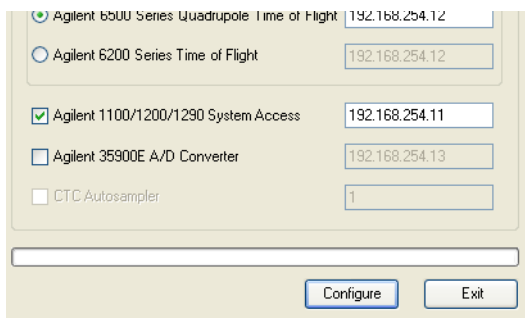 Agilent 6500 Series Quadrupole Time of Flight 192.168.254.12
Agilent 6200 Series Time of Flight 192.168.254.12
Agilent 1100/1200/1290 System Access 192.168.254.11
Agilent 35900E A/D Converter 192.168.254.13
CTC Autosampler 1
Configure Exit